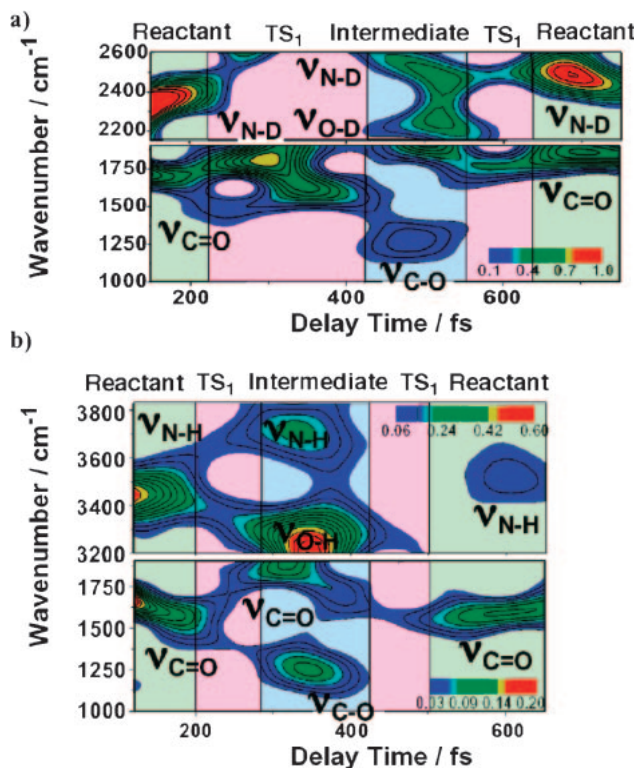 a)
Reactant TS₁ Intermediate TS₁ Reactant
Wavenumber / cm⁻¹
2600
2400
2200
νN-D
νN-D
νO-D
νN-D
1750
1500
1250
1000
νC=O
νC-O
νC=O
0.1 0.4 0.7 1.0
200 400 600
Delay Time / fs
b)
Reactant TS₁ Intermediate TS₁ Reactant
Wavenumber / cm⁻¹
3800
3600
3400
3200
νN-H
νN-H
νO-H
νN-H
0.06 0.24 0.42 0.60
1750
1500
1250
1000
νC=O
νC=O
νC-O
νC=O
0.03 0.09 0.14 0.20
200 400 600
Delay Time / fs